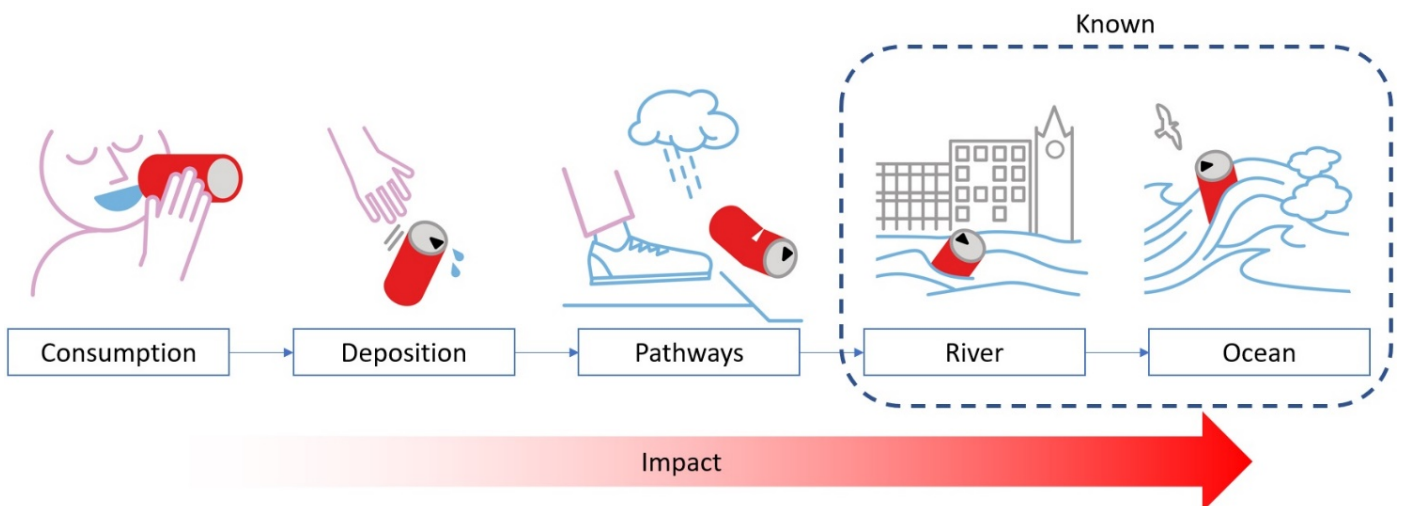 Known
Consumption
Deposition
Pathways
River
Ocean
Impact